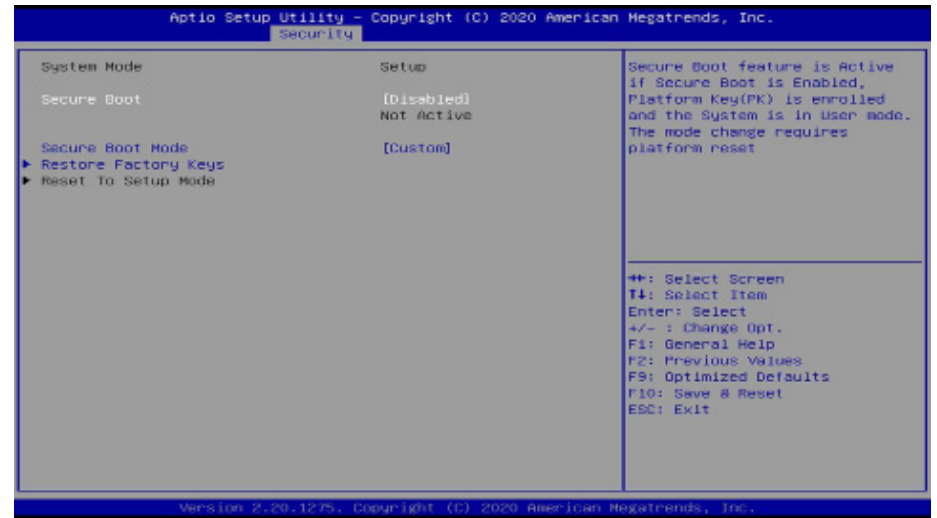 Aptio Setup Utility – Copyright (C) 2020 American Megatrends, Inc.
Security
System Mode Setup
Secure Boot [Disabled]
Not Active
Secure Boot Mode [Custom]
▶ Restore Factory Keys
▶ Reset To Setup Mode
Secure Boot feature is Active
if Secure Boot is Enabled,
Platform Key(PK) is enrolled
and the System is in User mode.
The mode change requires
platform reset
→←: Select Screen
↑↓: Select Item
Enter: Select
+/- : Change Opt.
F1: General Help
F2: Previous Values
F9: Optimized Defaults
F10: Save & Reset
ESC: Exit
Version 2.20.1275. Copyright (C) 2020 American Megatrends, Inc.